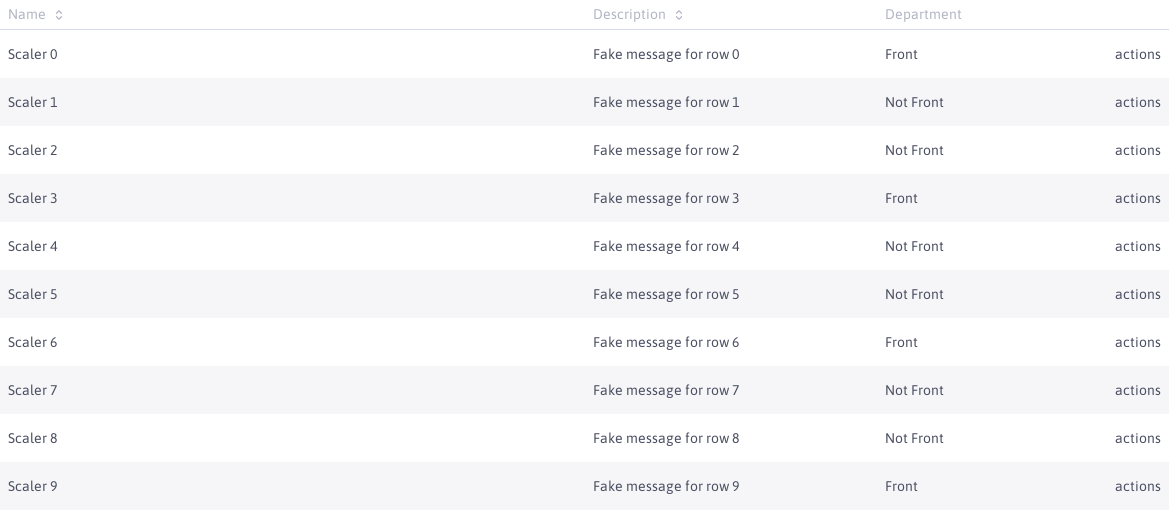 Name Description Department
Scaler 0 Fake message for row 0 Front actions
Scaler 1 Fake message for row 1 Not Front actions
Scaler 2 Fake message for row 2 Not Front actions
Scaler 3 Fake message for row 3 Front actions
Scaler 4 Fake message for row 4 Not Front actions
Scaler 5 Fake message for row 5 Not Front actions
Scaler 6 Fake message for row 6 Front actions
Scaler 7 Fake message for row 7 Not Front actions
Scaler 8 Fake message for row 8 Not Front actions
Scaler 9 Fake message for row 9 Front actions